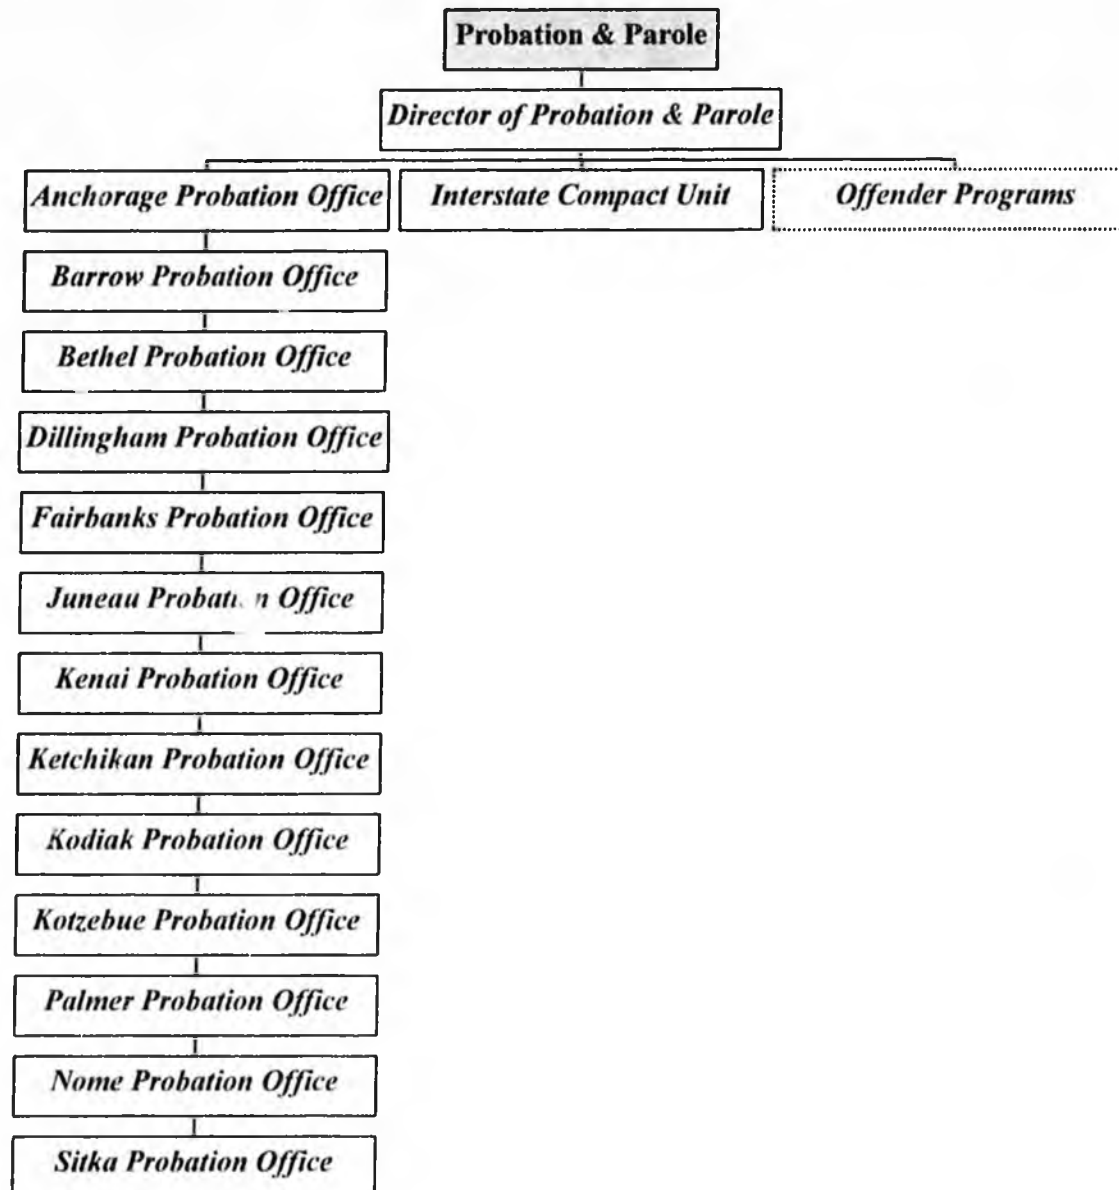 Probation & Parole
Director of Probation & Parole
Anchorage Probation Office
Interstate Compact Unit
Offender Programs
Barrow Probation Office
Bethel Probation Office
Dillingham Probation Office
Fairbanks Probation Office
Juneau Probati. n Office
Kenai Probation Office
Ketchikan Probation Office
Kodiak Probation Office
Kotzebue Probation Office
Palmer Probation Office
Nome Probation Office
Sitka Probation Office